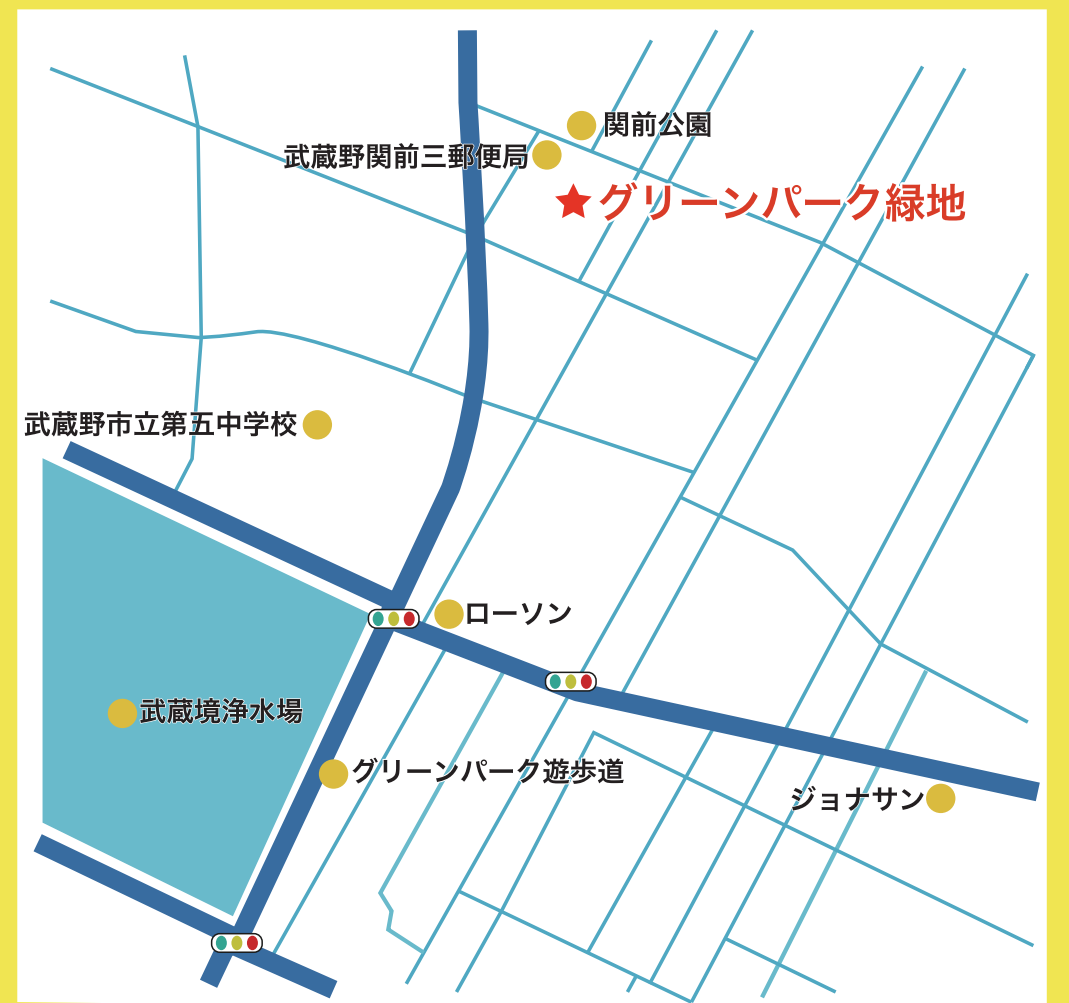 関前公園
武蔵野関前三郵便局
グリーンパーク緑地
武蔵野市立第五中学校
ローソン
武蔵境浄水場
グリーンパーク遊歩道
ジョナサン